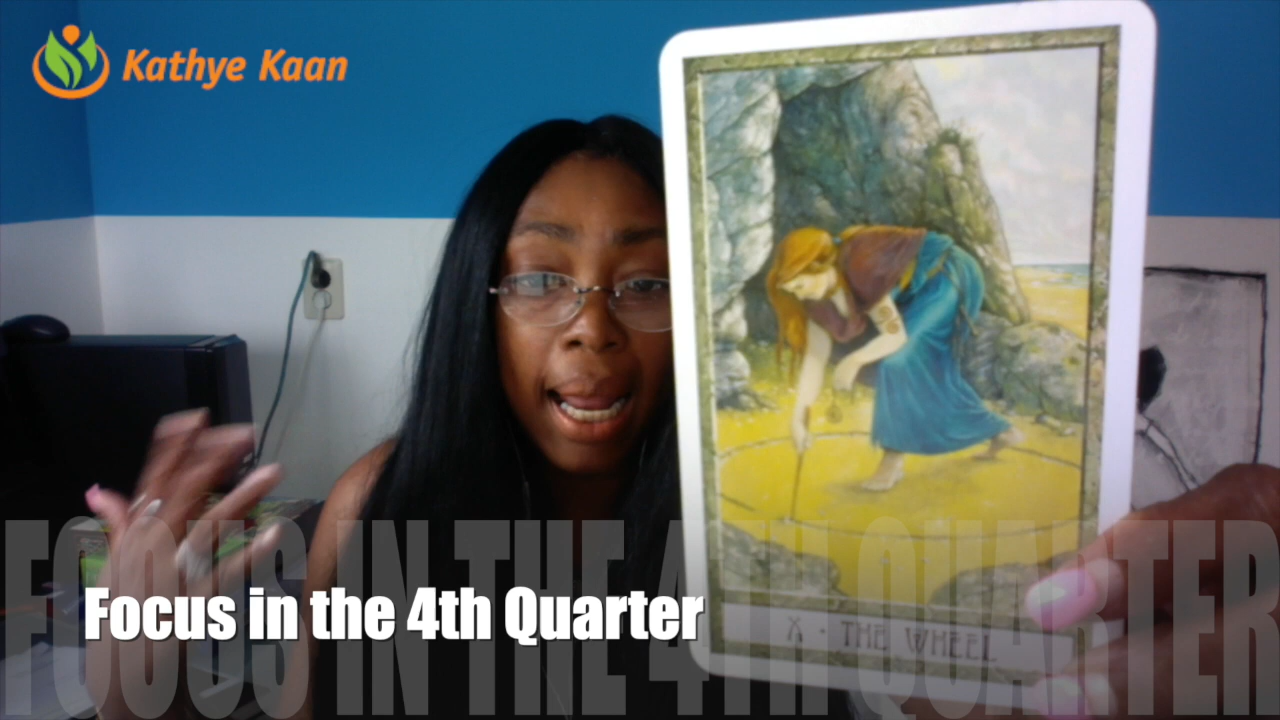 Kathye Kaan
FOCUS IN THE 4TH QUARTER
Focus in the 4th Quarter
X · THE WHEEL